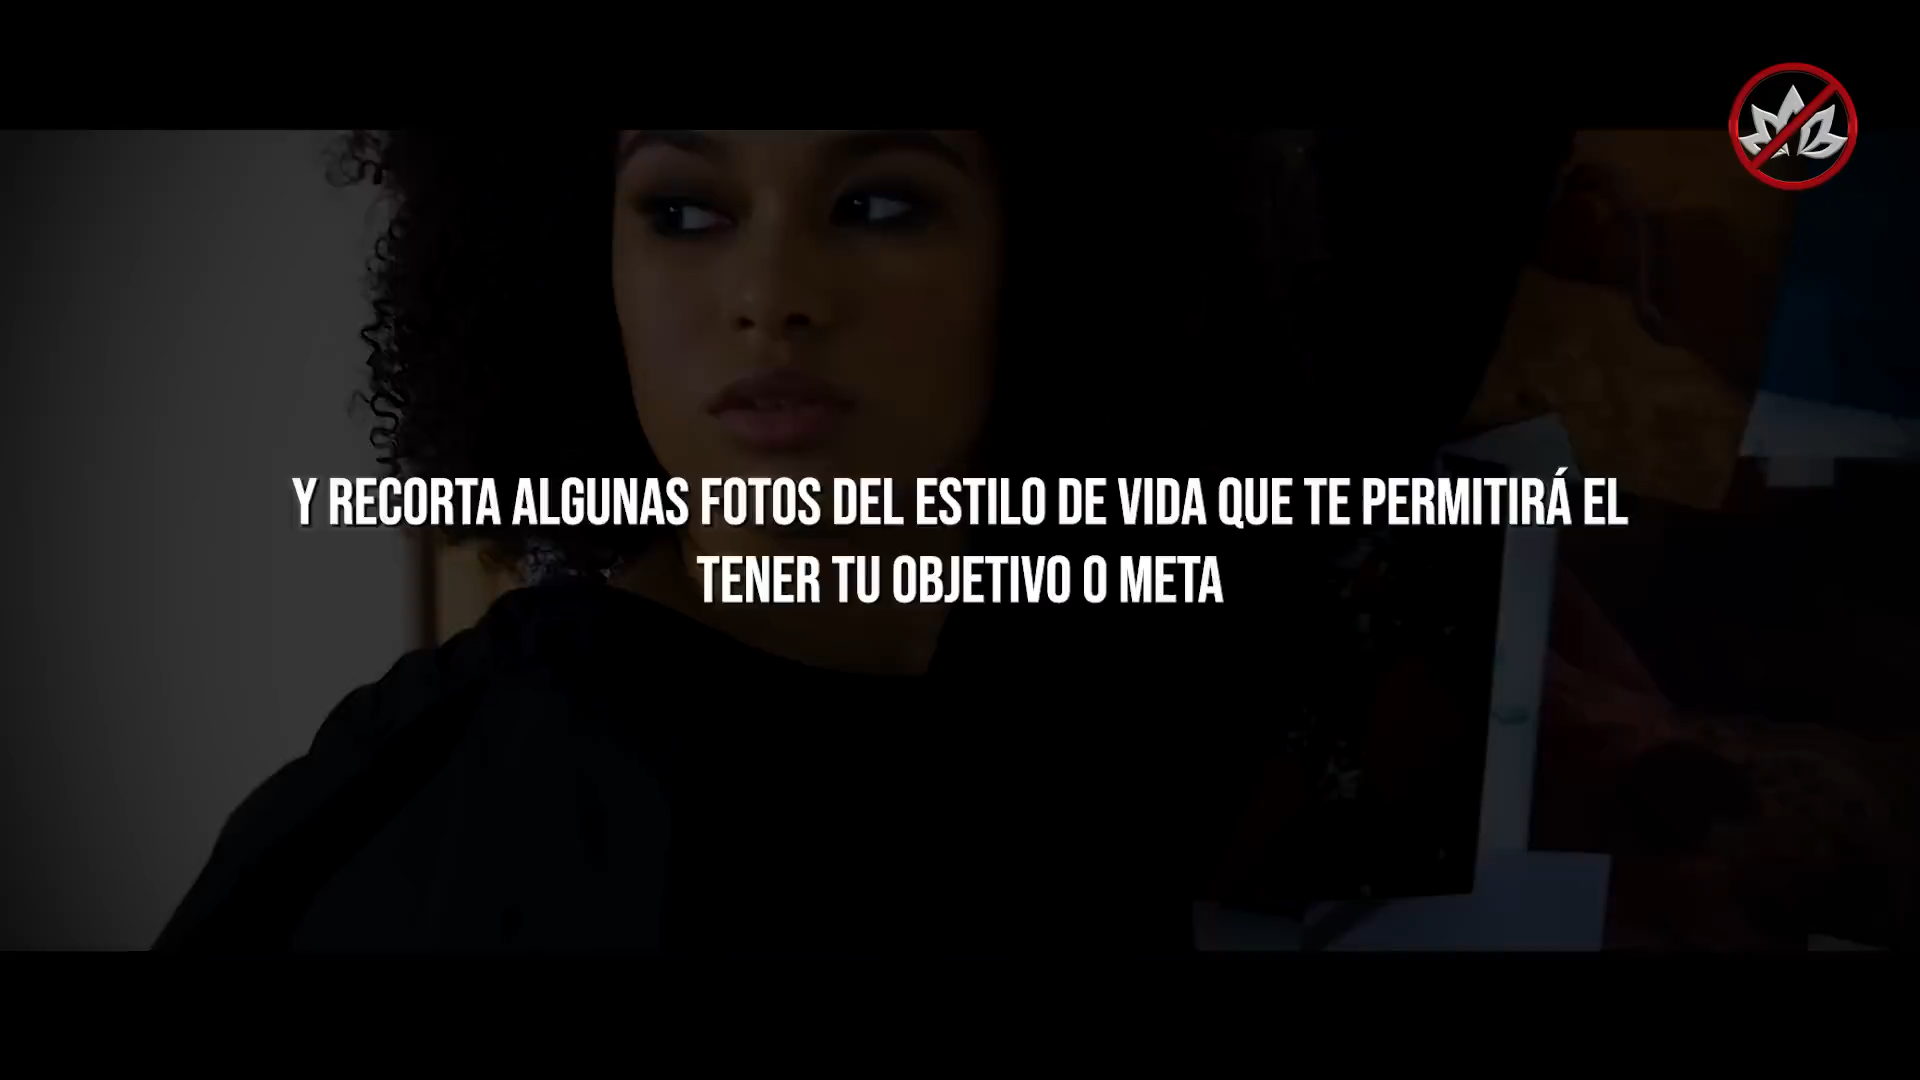 Y RECORTA ALGUNAS FOTOS DEL ESTILO DE VIDA QUE TE PERMITIRÁ EL
TENER TU OBJETIVO O META